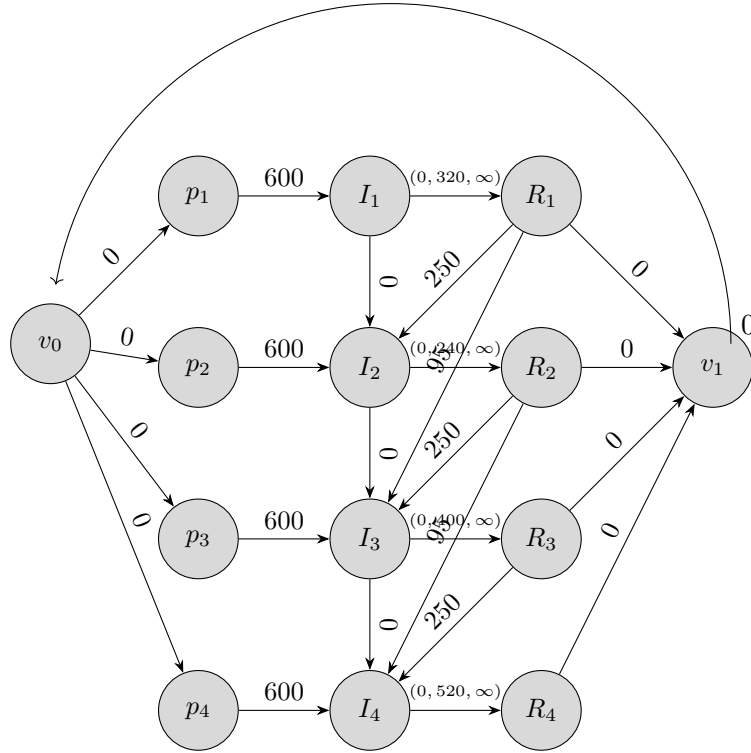 p₁ 600 I₁ (0, 320, ∞) R₁
0 0 250 0
v₀ 0 p₂ 600 I₂ (0, 240, ∞) 95 R₂ 0 v₁ 0
0 0 250 0
0 p₃ 600 I₃ (0, 400, ∞) 95 R₃ 0
0 250
p₄ 600 I₄ (0, 520, ∞) R₄